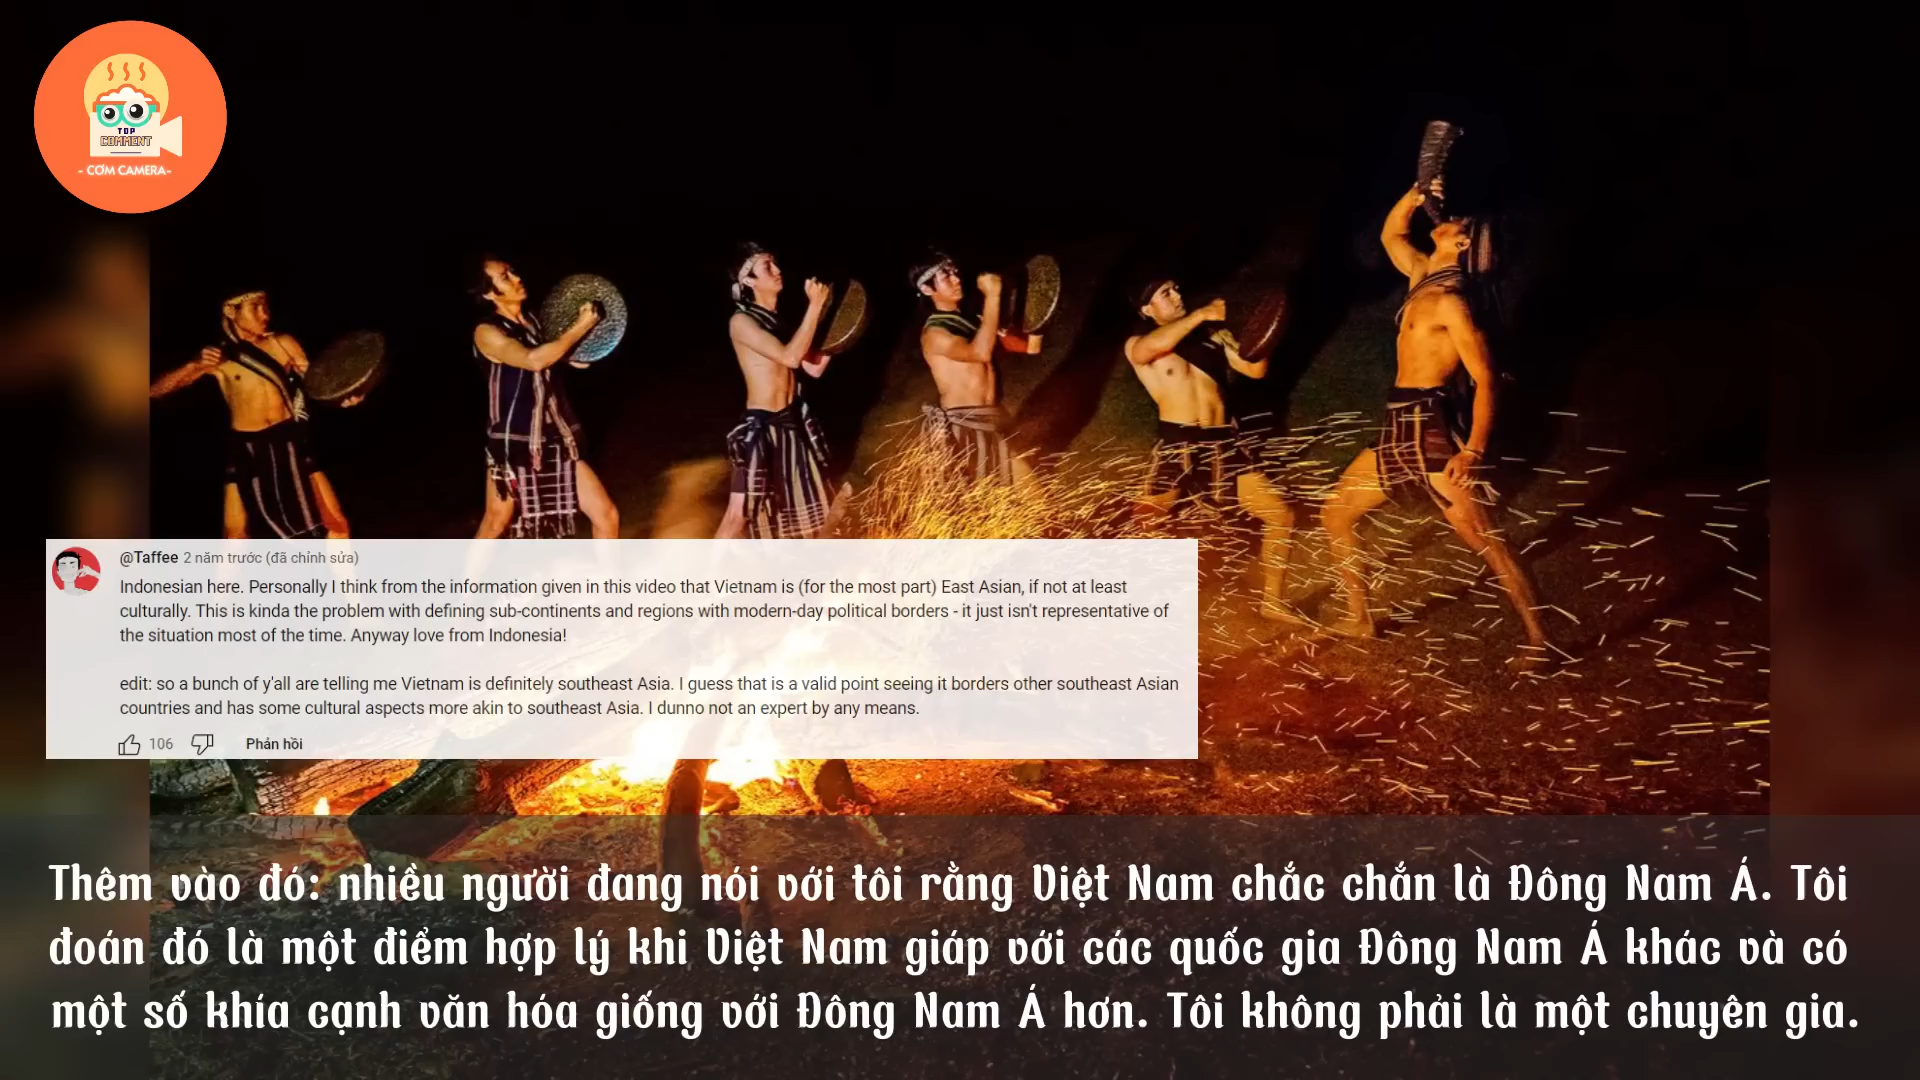 TOP
COMMENT
- CƠM CAMERA-
@Taffee 2 năm trước (đã chỉnh sửa)
Indonesian here. Personally I think from the information given in this video that Vietnam is (for the most part) East Asian, if not at least
culturally. This is kinda the problem with defining sub-continents and regions with modern-day political borders - it just isn't representative of
the situation most of the time. Anyway love from Indonesia!
edit: so a bunch of y'all are telling me Vietnam is definitely southeast Asia. I guess that is a valid point seeing it borders other southeast Asian
countries and has some cultural aspects more akin to southeast Asia. I dunno not an expert by any means.
106 Phản hồi
Thêm vào đó: nhiều người đang nói với tôi rằng Việt Nam chắc chắn là Đông Nam Á. Tôi
đoán đó là một điểm hợp lý khi Việt Nam giáp với các quốc gia Đông Nam Á khác và có
một số khía cạnh văn hóa giống với Đông Nam Á hơn. Tôi không phải là một chuyên gia.